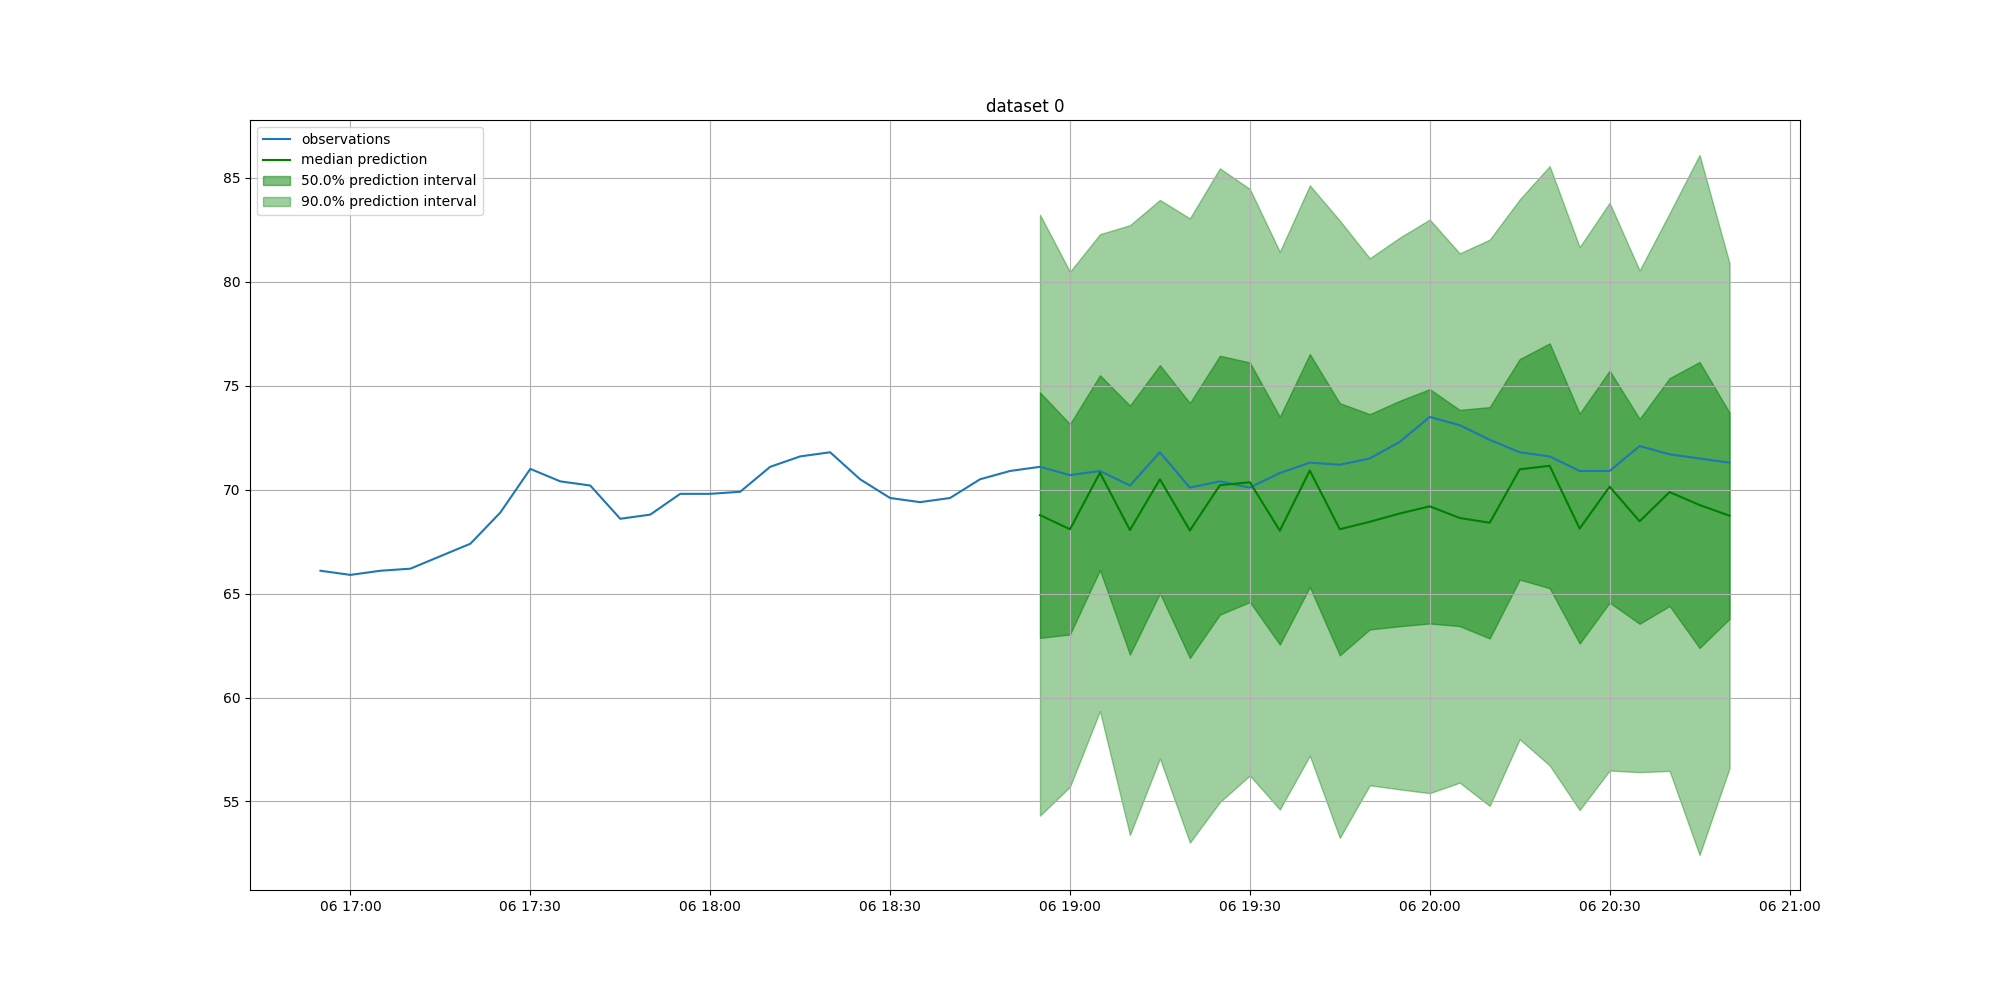 dataset 0
observations
median prediction
50.0% prediction interval
90.0% prediction interval
85
80
75
70
65
60
55
06 17:00 06 17:30 06 18:00 06 18:30 06 19:00 06 19:30 06 20:00 06 20:30 06 21:00